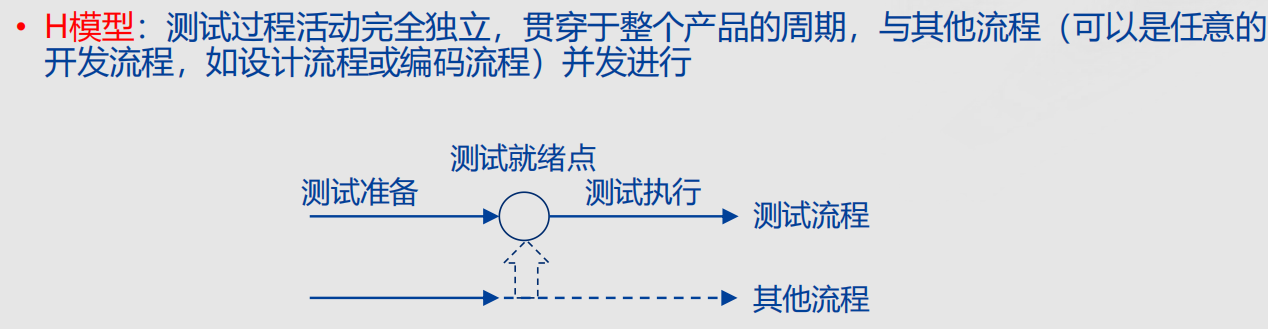 • H模型：测试过程活动完全独立，贯穿于整个产品的周期，与其他流程（可以是任意的
开发流程，如设计流程或编码流程）并发进行
测试就绪点
测试准备
测试执行
测试流程
其他流程